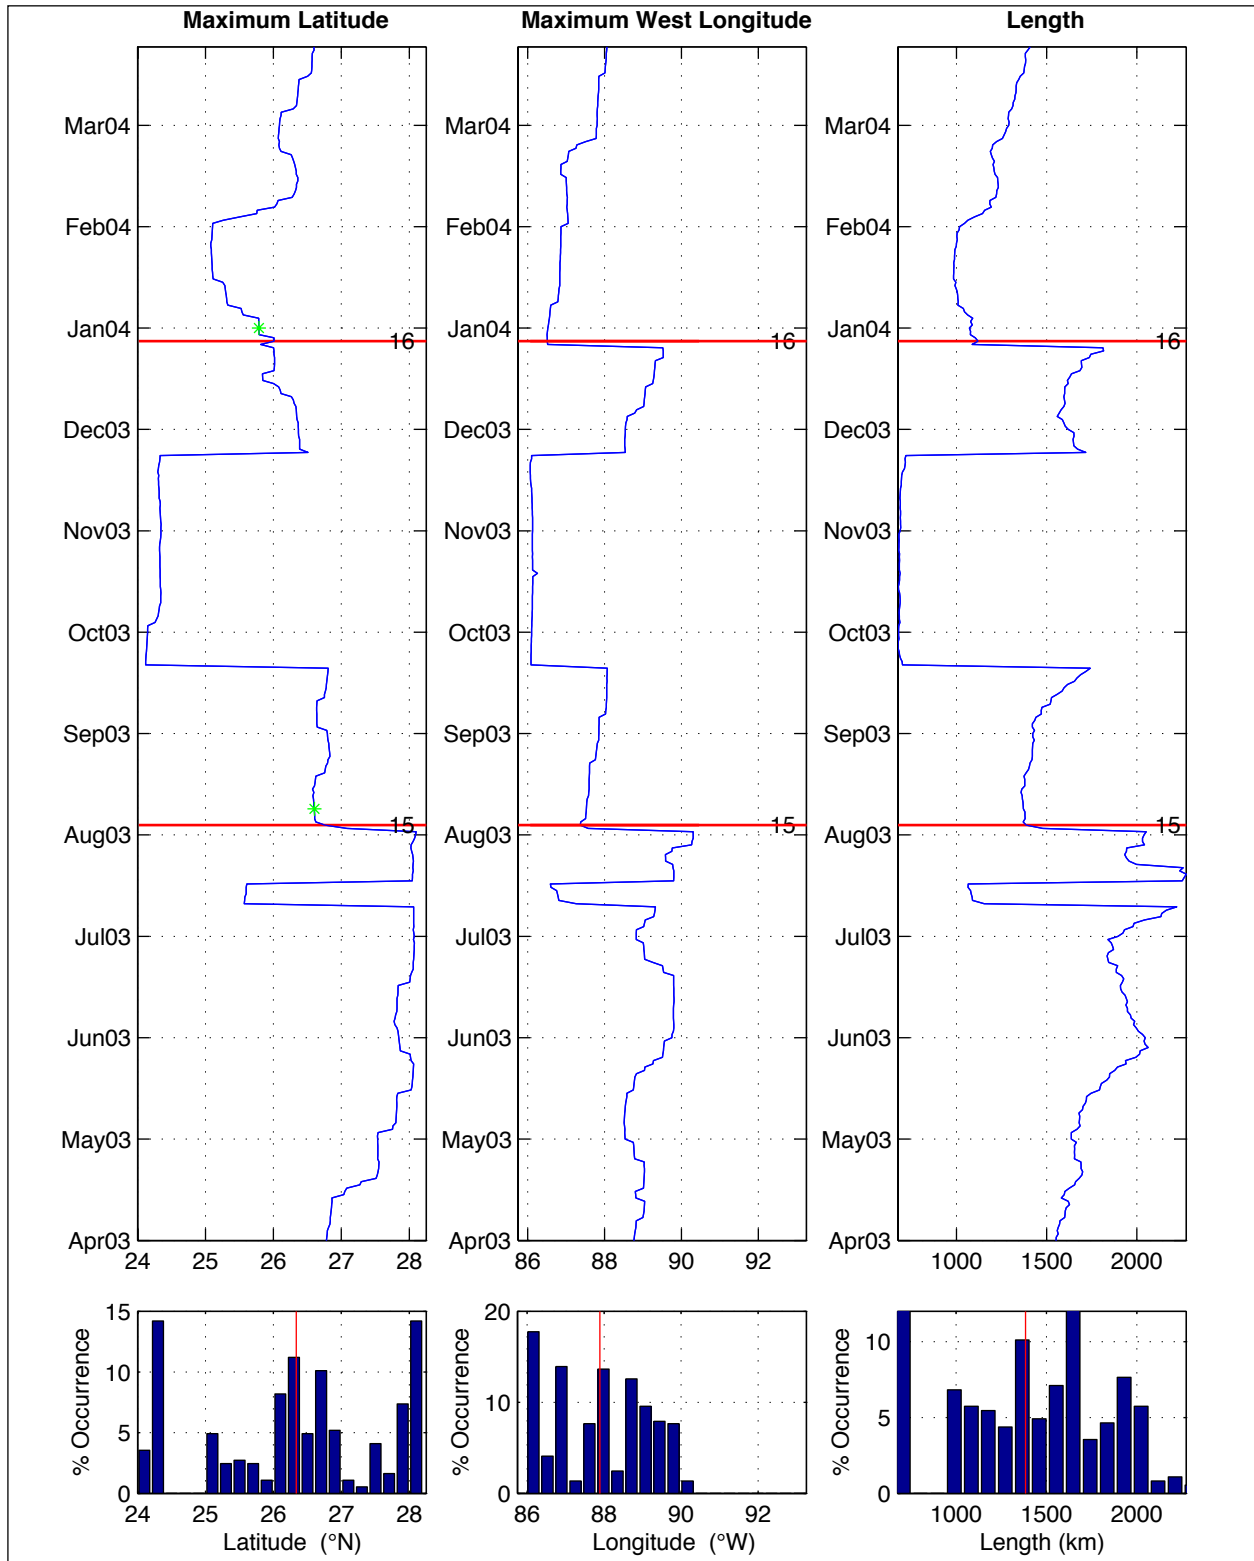 Maximum Latitude
Maximum West Longitude
Length
Mar04
Feb04
Jan04
Dec03
Nov03
Oct03
Sep03
Aug03
Jul03
Jun03
May03
Apr03
16
15
24 25 26 27 28
Mar04
Feb04
Jan04
Dec03
Nov03
Oct03
Sep03
Aug03
Jul03
Jun03
May03
Apr03
16
15
86 88 90 92
Mar04
Feb04
Jan04
Dec03
Nov03
Oct03
Sep03
Aug03
Jul03
Jun03
May03
Apr03
16
15
1000 1500 2000
% Occurrence
15
10
5
0
24 25 26 27 28
Latitude (°N)
% Occurrence
20
10
0
86 88 90 92
Longitude (°W)
% Occurrence
10
5
0
1000 1500 2000
Length (km)